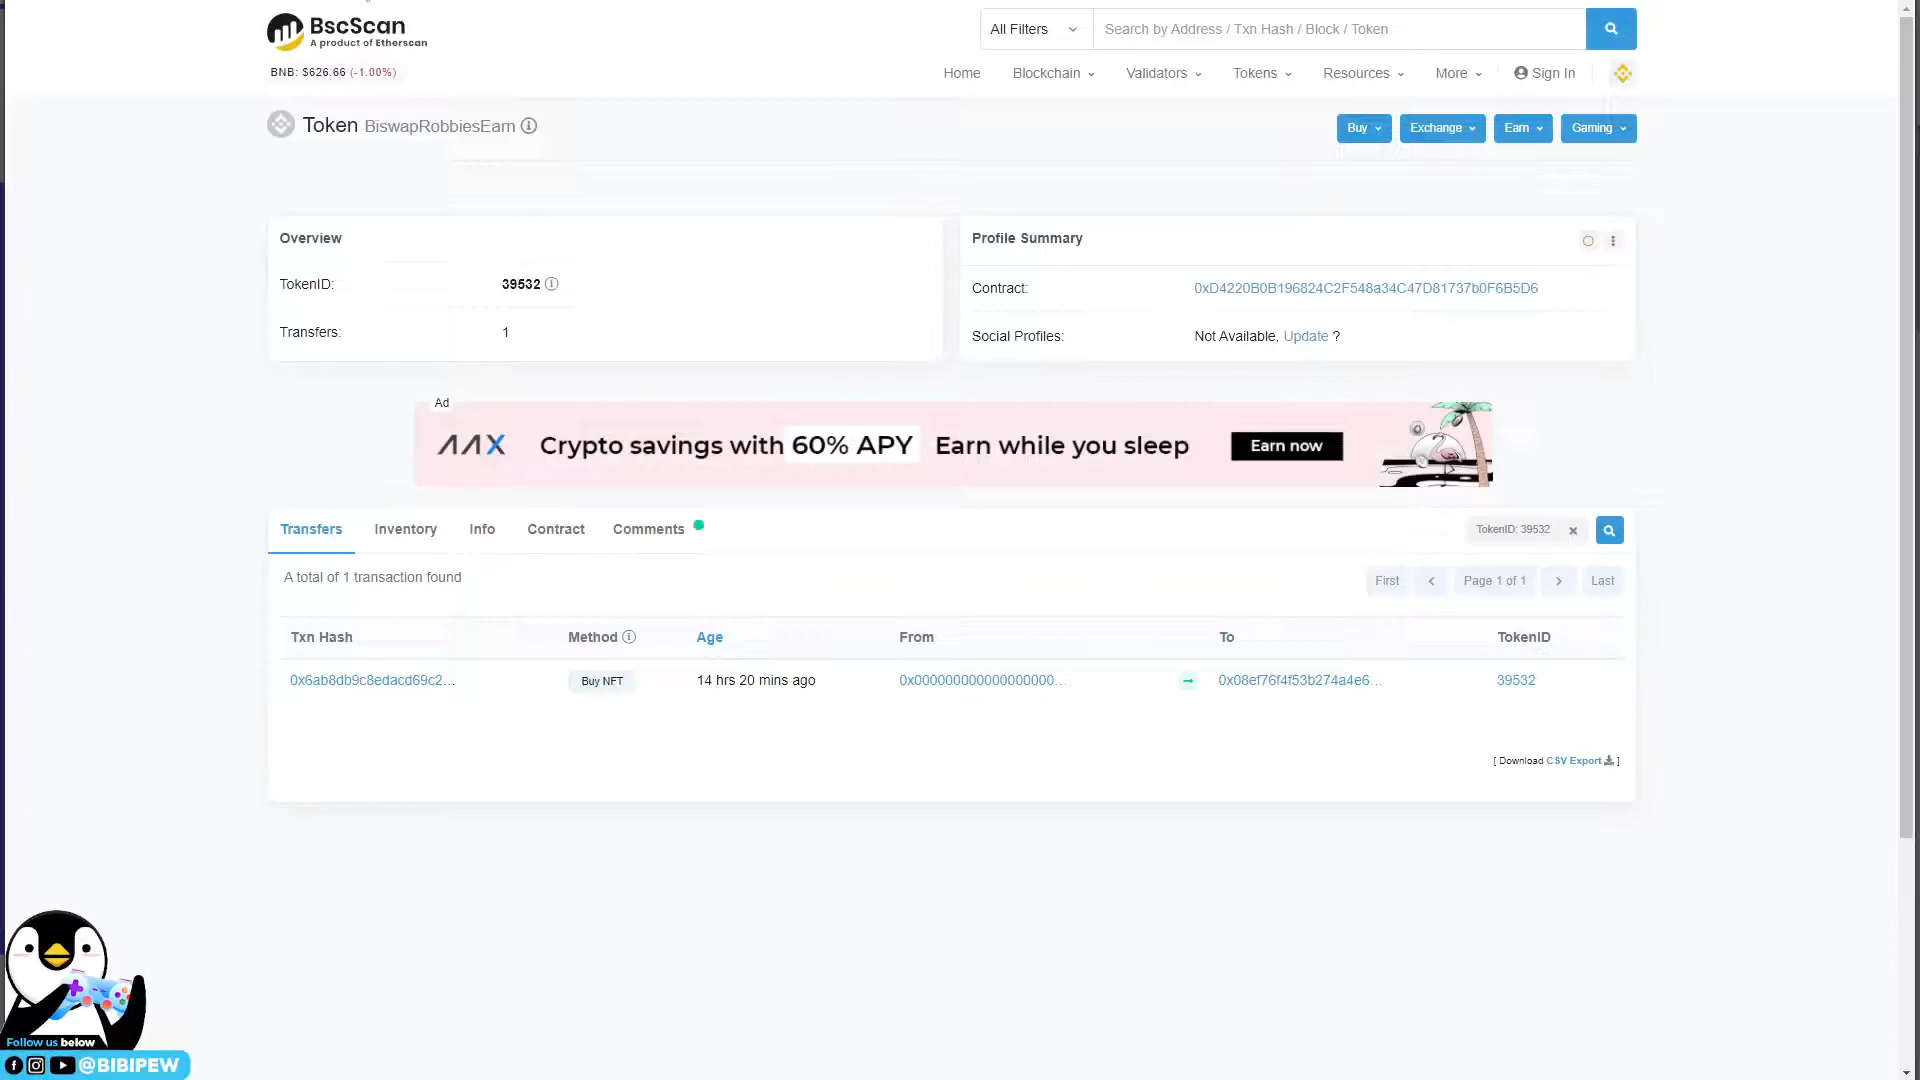 BscScan
A product of Etherscan
All Filters
Search by Address / Txn Hash / Block / Token
BNB: $626.66 (-1.00%)
Home Blockchain Validators Tokens Resources More Sign In
Token BiswapRobbiesEarn
Buy Exchange Earn Gaming
Overview
TokenID: 39532
Transfers: 1
Profile Summary
Contract: 0xD4220B0B196824C2F548a34C47D81737b0F6B5D6
Social Profiles: Not Available, Update ?
Ad
AAX Crypto savings with 60% APY Earn while you sleep Earn now
Transfers Inventory Info Contract Comments
TokenID: 39532
A total of 1 transaction found
First Page 1 of 1 Last
Txn Hash Method Age From To TokenID
0x6ab8db9c8edacd69c2... Buy NFT 14 hrs 20 mins ago 0x000000000000000000... 0x08ef76f4f53b274a4e6... 39532
[ Download CSV Export ]
Follow us below
@BIBIPEW